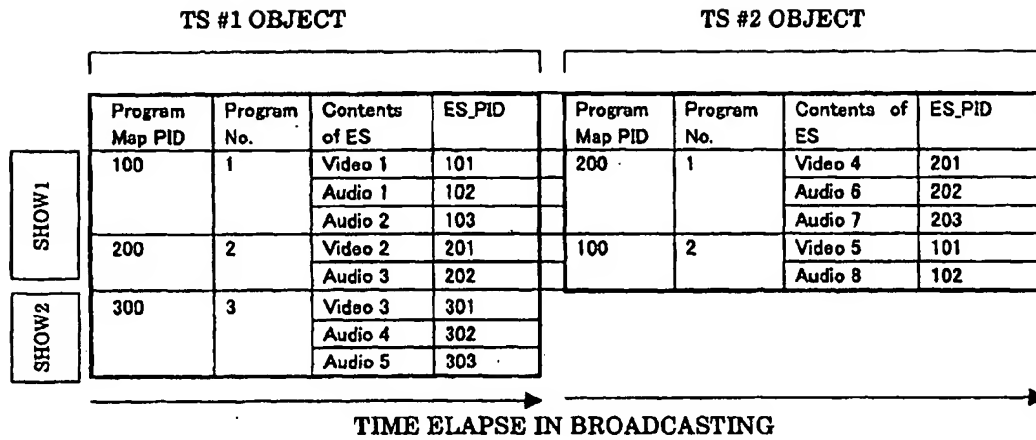 TS #1 OBJECT TS #2 OBJECT
Program Map PID Program No. Contents of ES ES_PID Program Map PID Program No. Contents of ES ES_PID
SHOW1
100 1 Video 1 101 200 1 Video 4 201
Audio 1 102 Audio 6 202
Audio 2 103 Audio 7 203
200 2 Video 2 201 100 2 Video 5 101
Audio 3 202 Audio 8 102
SHOW2
300 3 Video 3 301
Audio 4 302
Audio 5 303
TIME ELAPSE IN BROADCASTING